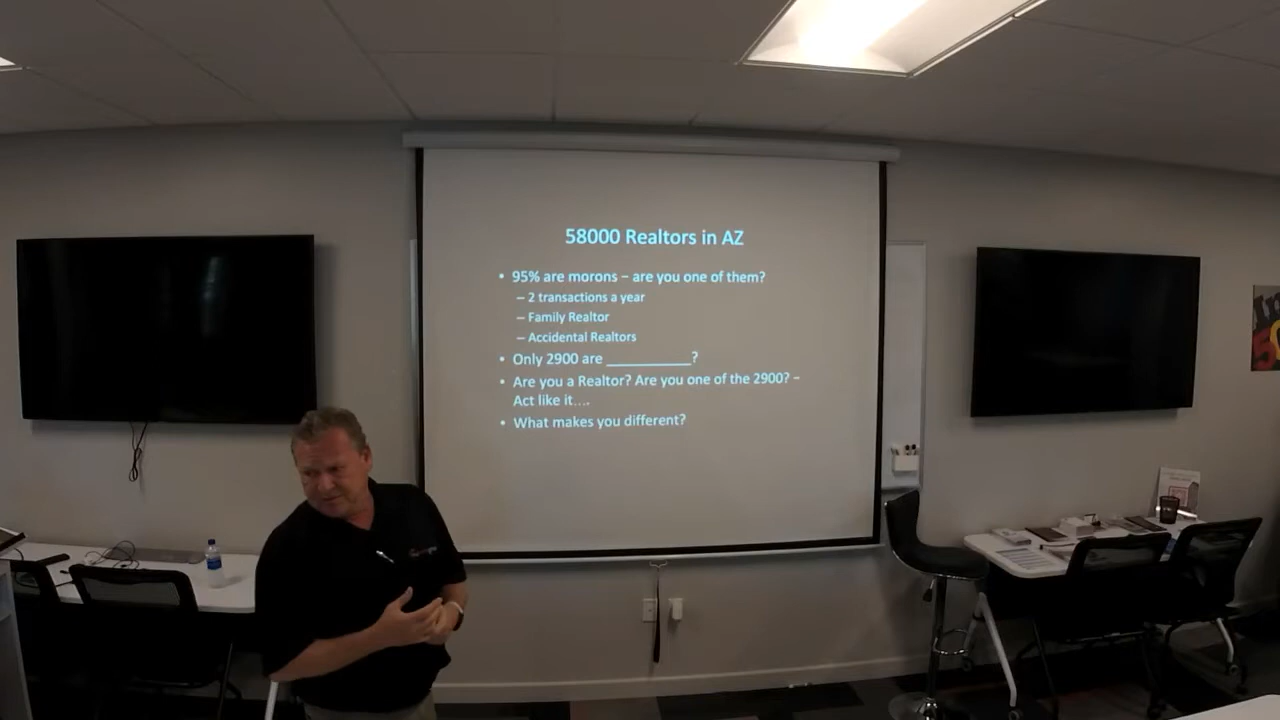 58000 Realtors in AZ
• 95% are morons – are you one of them?
– 2 transactions a year
– Family Realtor
– Accidental Realtors
• Only 2900 are __________?
• Are you a Realtor? Are you one of the 2900? –
Act like it….
• What makes you different?